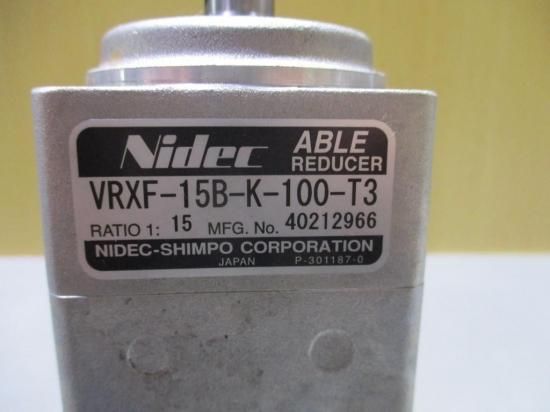 Nidec ABLE REDUCER
VRXF-15B-K-100-T3
RATIO 1: 15 MFG. No. 40212966
NIDEC-SHIMPO CORPORATION
JAPAN P-301187-0